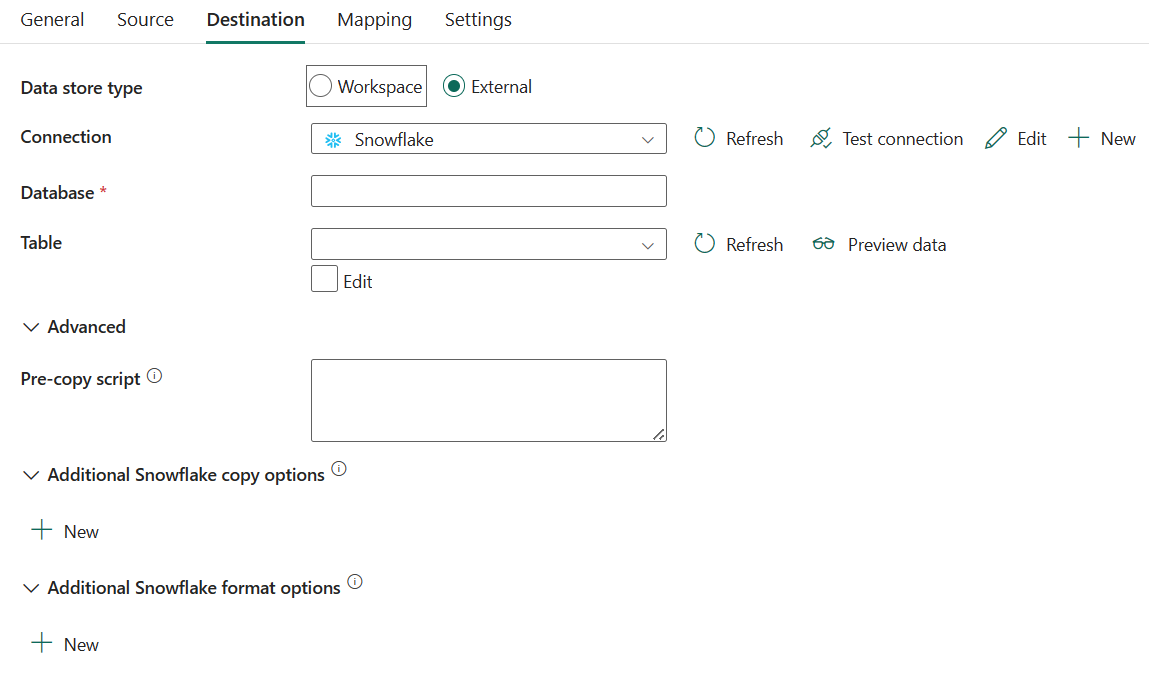 General Source Destination Mapping Settings
Data store type Workspace External
Connection Snowflake Refresh Test connection Edit New
Database *
Table Refresh Preview data
Edit
Advanced
Pre-copy script
Additional Snowflake copy options
New
Additional Snowflake format options
New